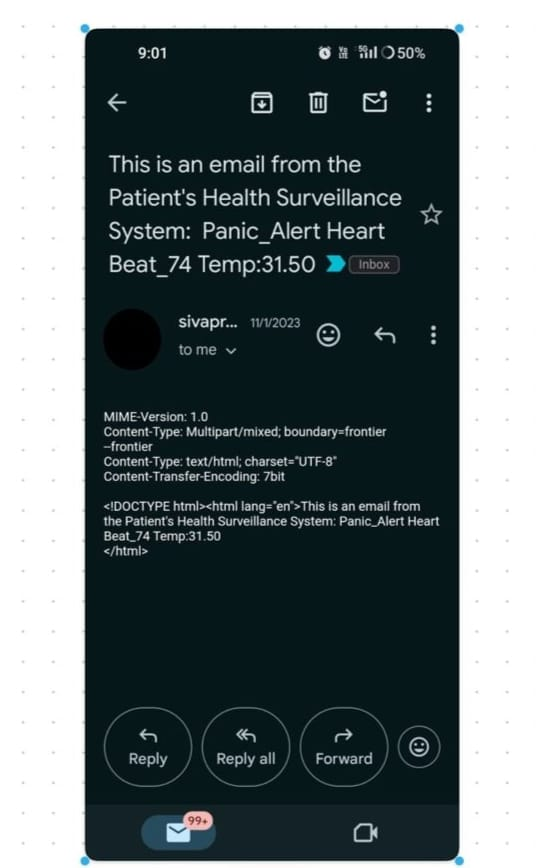 9:01 Vo LTE 5G 50%
This is an email from the
Patient's Health Surveillance
System: Panic_Alert Heart
Beat_74 Temp:31.50 Inbox
sivapr... 11/1/2023
to me
MIME-Version: 1.0
Content-Type: Multipart/mixed; boundary=frontier
--frontier
Content-Type: text/html; charset="UTF-8"
Content-Transfer-Encoding: 7bit
<!DOCTYPE html><html lang="en">This is an email from
the Patient's Health Surveillance System: Panic_Alert Heart
Beat_74 Temp:31.50
</html>
Reply Reply all Forward
99+